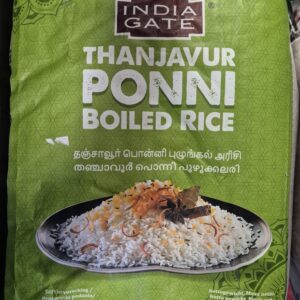 INDIA
GATE
THANJAVUR
PONNI
BOILED RICE
தஞ்சாவூர் பொன்னி புழுங்கல் அரிசி
തഞ്ചാവൂർ പൊന്നി പുഴുക്കലരി